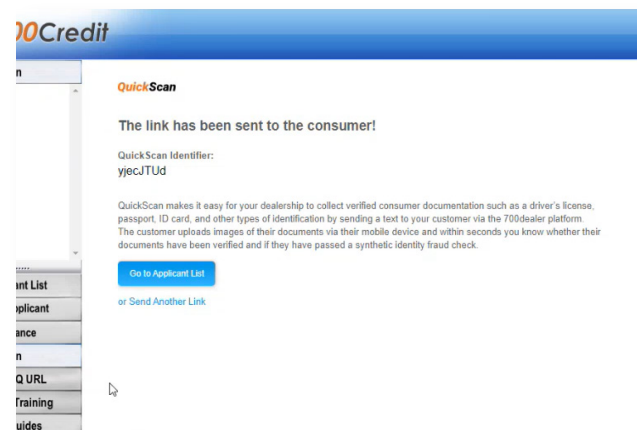 00Credit
n
QuickScan
The link has been sent to the consumer!
QuickScan Identifier:
yjecJTUd
QuickScan makes it easy for your dealership to collect verified consumer documentation such as a driver's license,
passport, ID card, and other types of identification by sending a text to your customer via the 700dealer platform.
The customer uploads images of their documents via their mobile device and within seconds you know whether their
documents have been verified and if they have passed a synthetic identity fraud check.
Go to Applicant List
or Send Another Link
ant List
pplicant
ance
n
Q URL
Training
uides